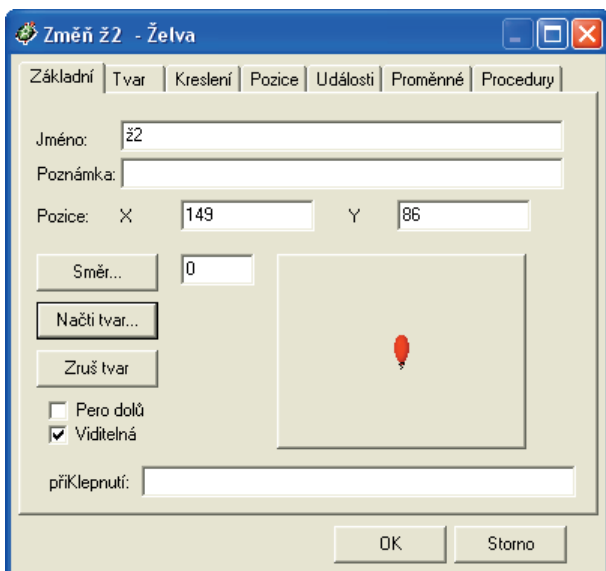 Změň ž2 - Želva
Základní Tvar Kreslení Pozice Události Proměnné Procedury
Jméno: ž2
Poznámka:
Pozice: X 149 Y 86
Směr... 0
Načti tvar...
Zruš tvar
Pero dolů
Viditelná
přiKlepnutí:
OK Storno